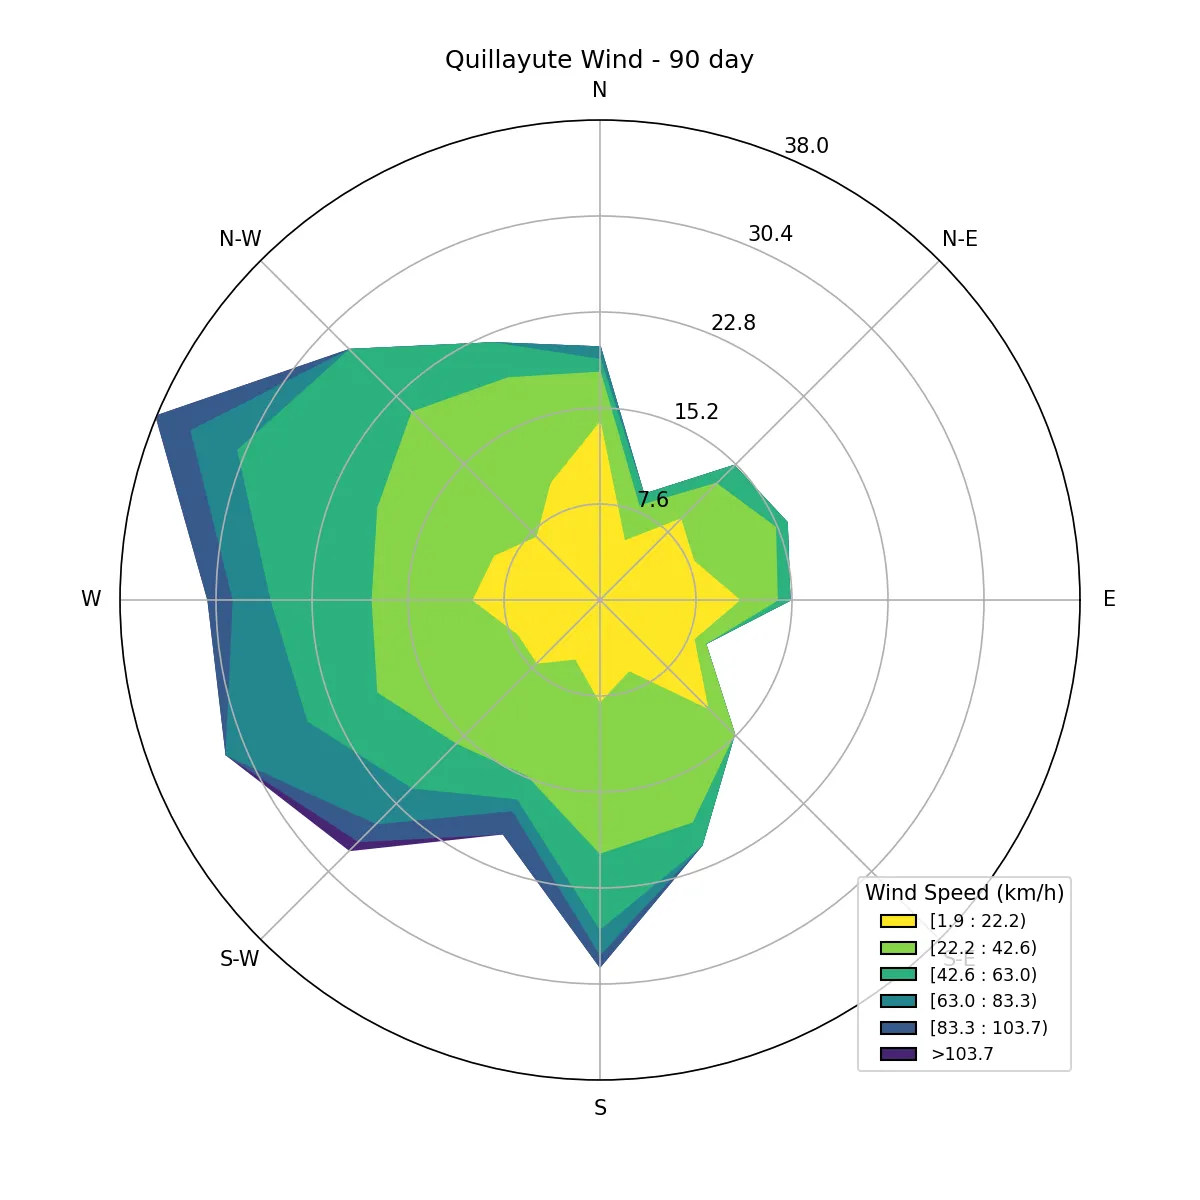 Quillayute Wind - 90 day
N
38.0
N-W
30.4
N-E
22.8
15.2
7.6
W
E
S-W
S-E
S
Wind Speed (km/h)
[1.9 : 22.2)
[22.2 : 42.6)
[42.6 : 63.0)
[63.0 : 83.3)
[83.3 : 103.7)
>103.7